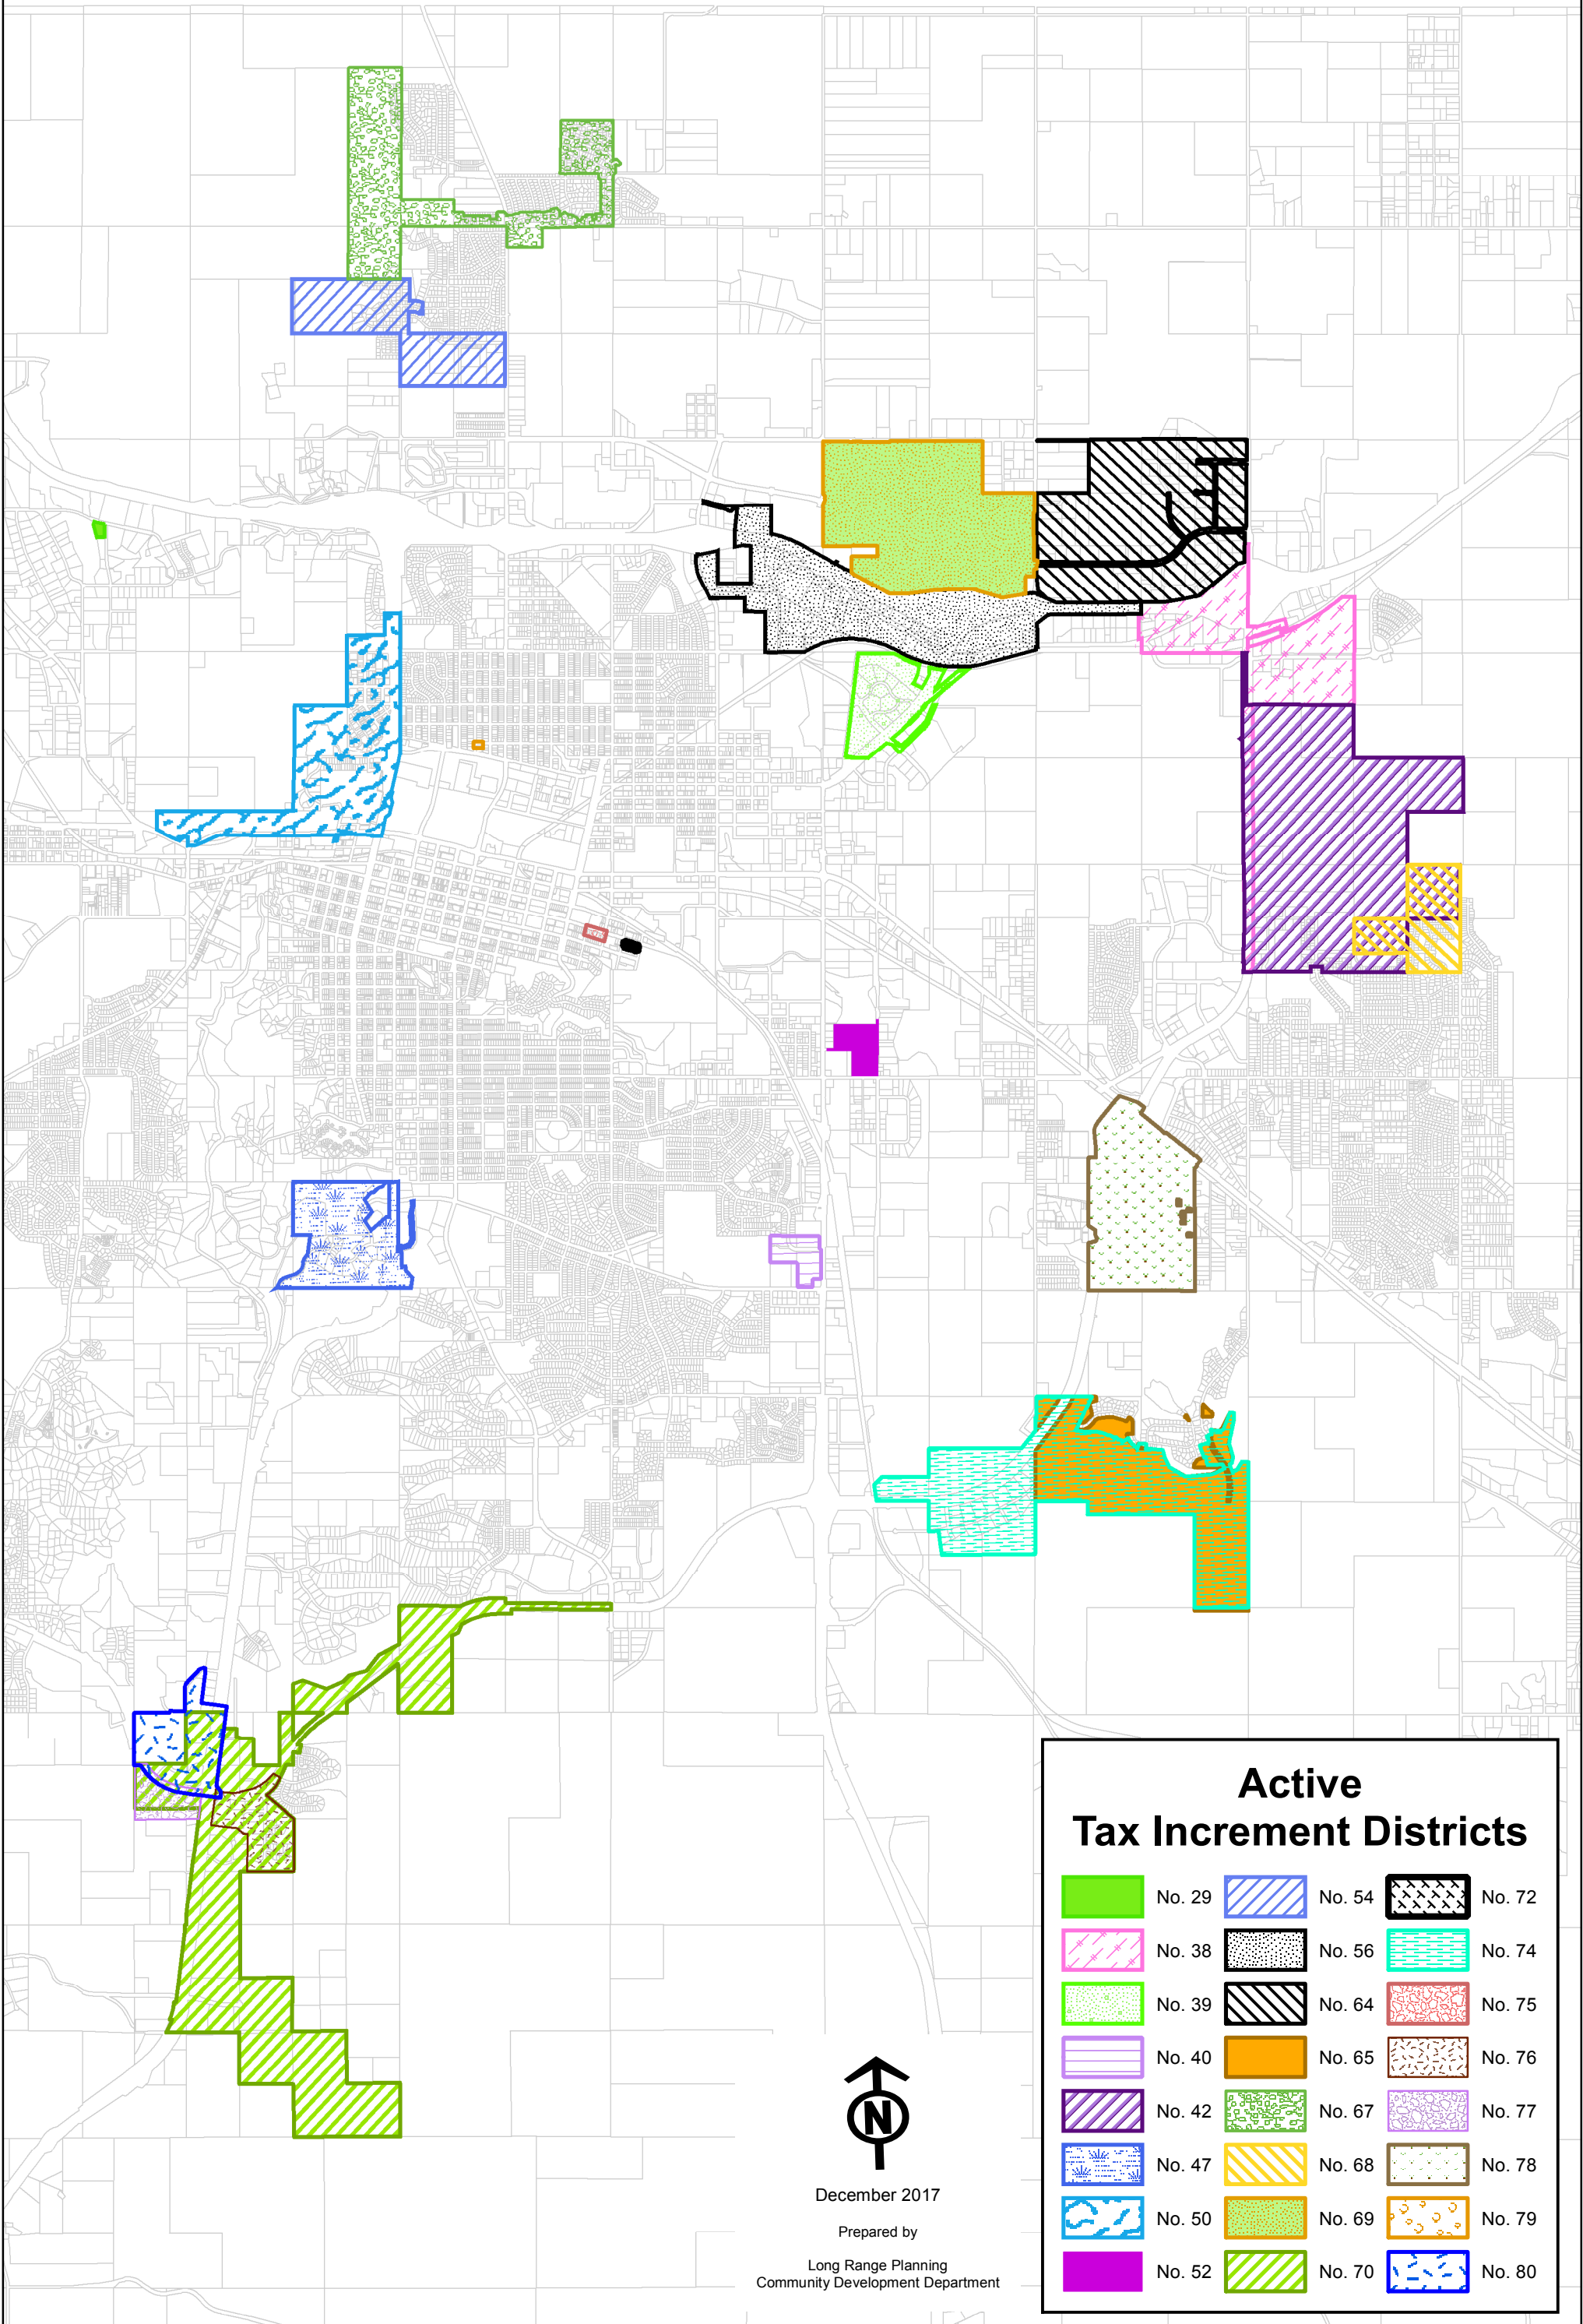 Active
Tax Increment Districts
No. 29 No. 54 No. 72
No. 38 No. 56 No. 74
No. 39 No. 64 No. 75
No. 40 No. 65 No. 76
No. 42 No. 67 No. 77
No. 47 No. 68 No. 78
No. 50 No. 69 No. 79
No. 52 No. 70 No. 80
N
December 2017
Prepared by
Long Range Planning
Community Development Department